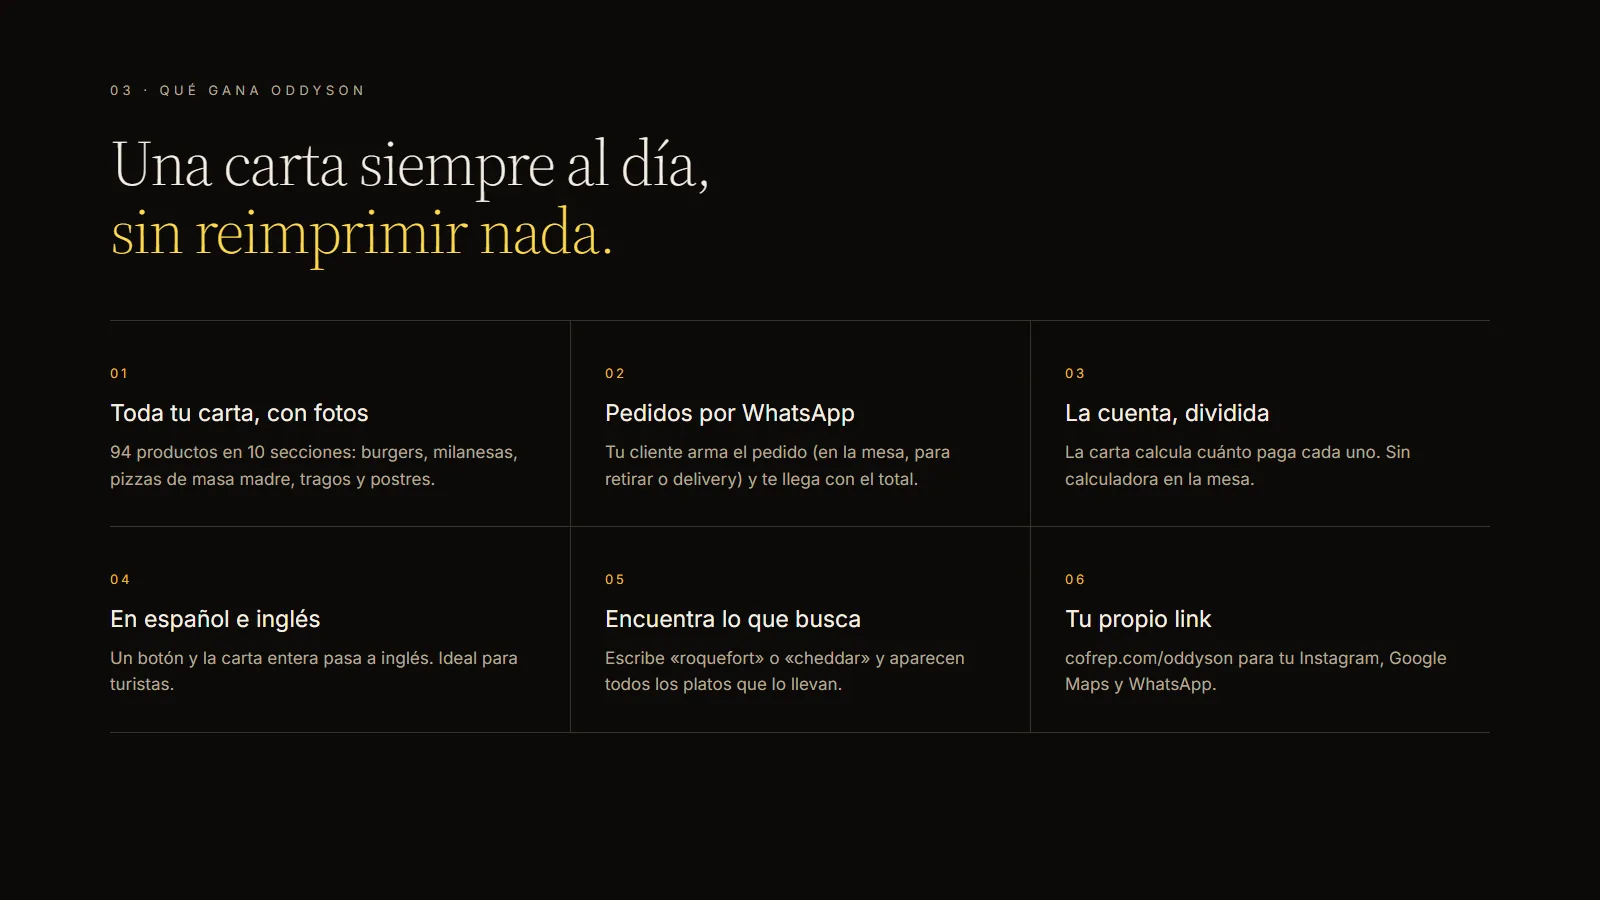 03 · QUÉ GANA ODDYSON
Una carta siempre al día,
sin reimprimir nada.
01
Toda tu carta, con fotos
94 productos en 10 secciones: burgers, milanesas,
pizzas de masa madre, tragos y postres.
02
Pedidos por WhatsApp
Tu cliente arma el pedido (en la mesa, para
retirar o delivery) y te llega con el total.
03
La cuenta, dividida
La carta calcula cuánto paga cada uno. Sin
calculadora en la mesa.
04
En español e inglés
Un botón y la carta entera pasa a inglés. Ideal para
turistas.
05
Encuentra lo que busca
Escribe «roquefort» o «cheddar» y aparecen
todos los platos que lo llevan.
06
Tu propio link
cofrep.com/oddyson para tu Instagram, Google
Maps y WhatsApp.